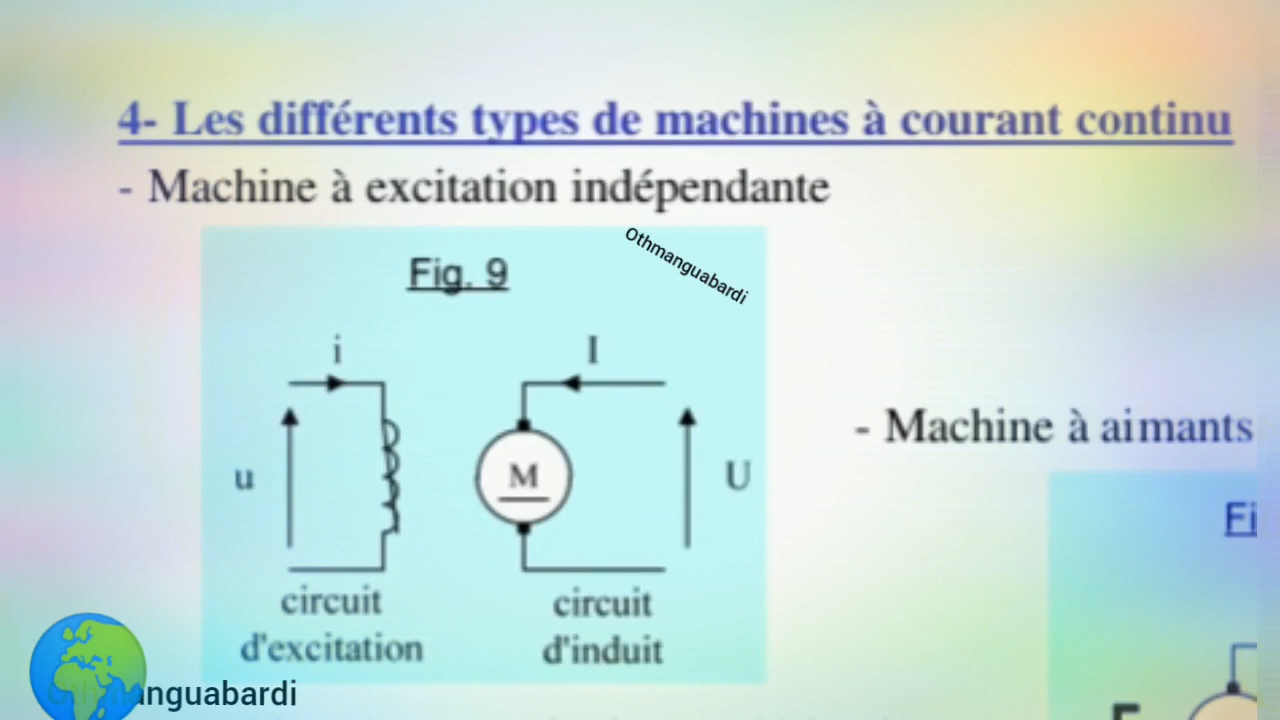 4- Les différents types de machines à courant continu
- Machine à excitation indépendante
Othmanguabardi
Fig. 9
i
I
u
M
U
- Machine à aimants
Fi
circuit
d'excitation
circuit
d'induit
Othmanguabardi